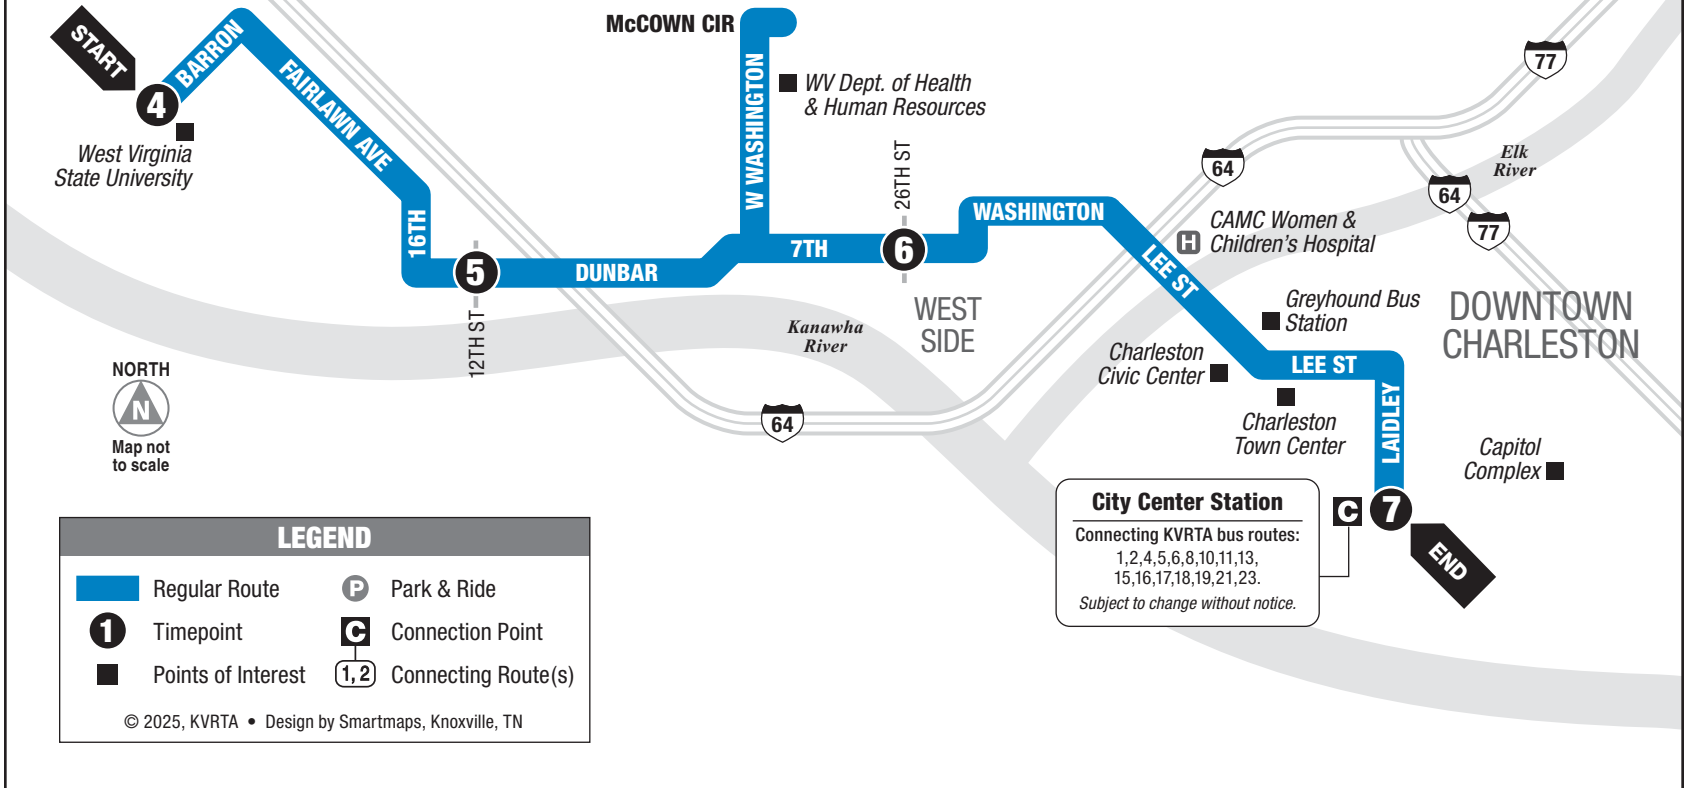 START
4
BARRON
FAIRLAWN AVE
West Virginia
State University
16TH
5
12TH ST
DUNBAR
McCOWN CIR
W WASHINGTON
WV Dept. of Health
& Human Resources
7TH
26TH ST
6
WASHINGTON
WEST
SIDE
Kanawha
River
64
LEE ST
H
CAMC Women &
Children's Hospital
64
77
Elk
River
64
77
Greyhound Bus
Station
DOWNTOWN
CHARLESTON
Charleston
Civic Center
LEE ST
Charleston
Town Center
LAIDLEY
Capitol
Complex
C
7
END
City Center Station
Connecting KVRTA bus routes:
1,2,4,5,6,8,10,11,13,
15,16,17,18,19,21,23.
Subject to change without notice.
NORTH
N
Map not
to scale
LEGEND
Regular Route
P Park & Ride
1 Timepoint
C Connection Point
Points of Interest
1, 2 Connecting Route(s)
© 2025, KVRTA • Design by Smartmaps, Knoxville, TN